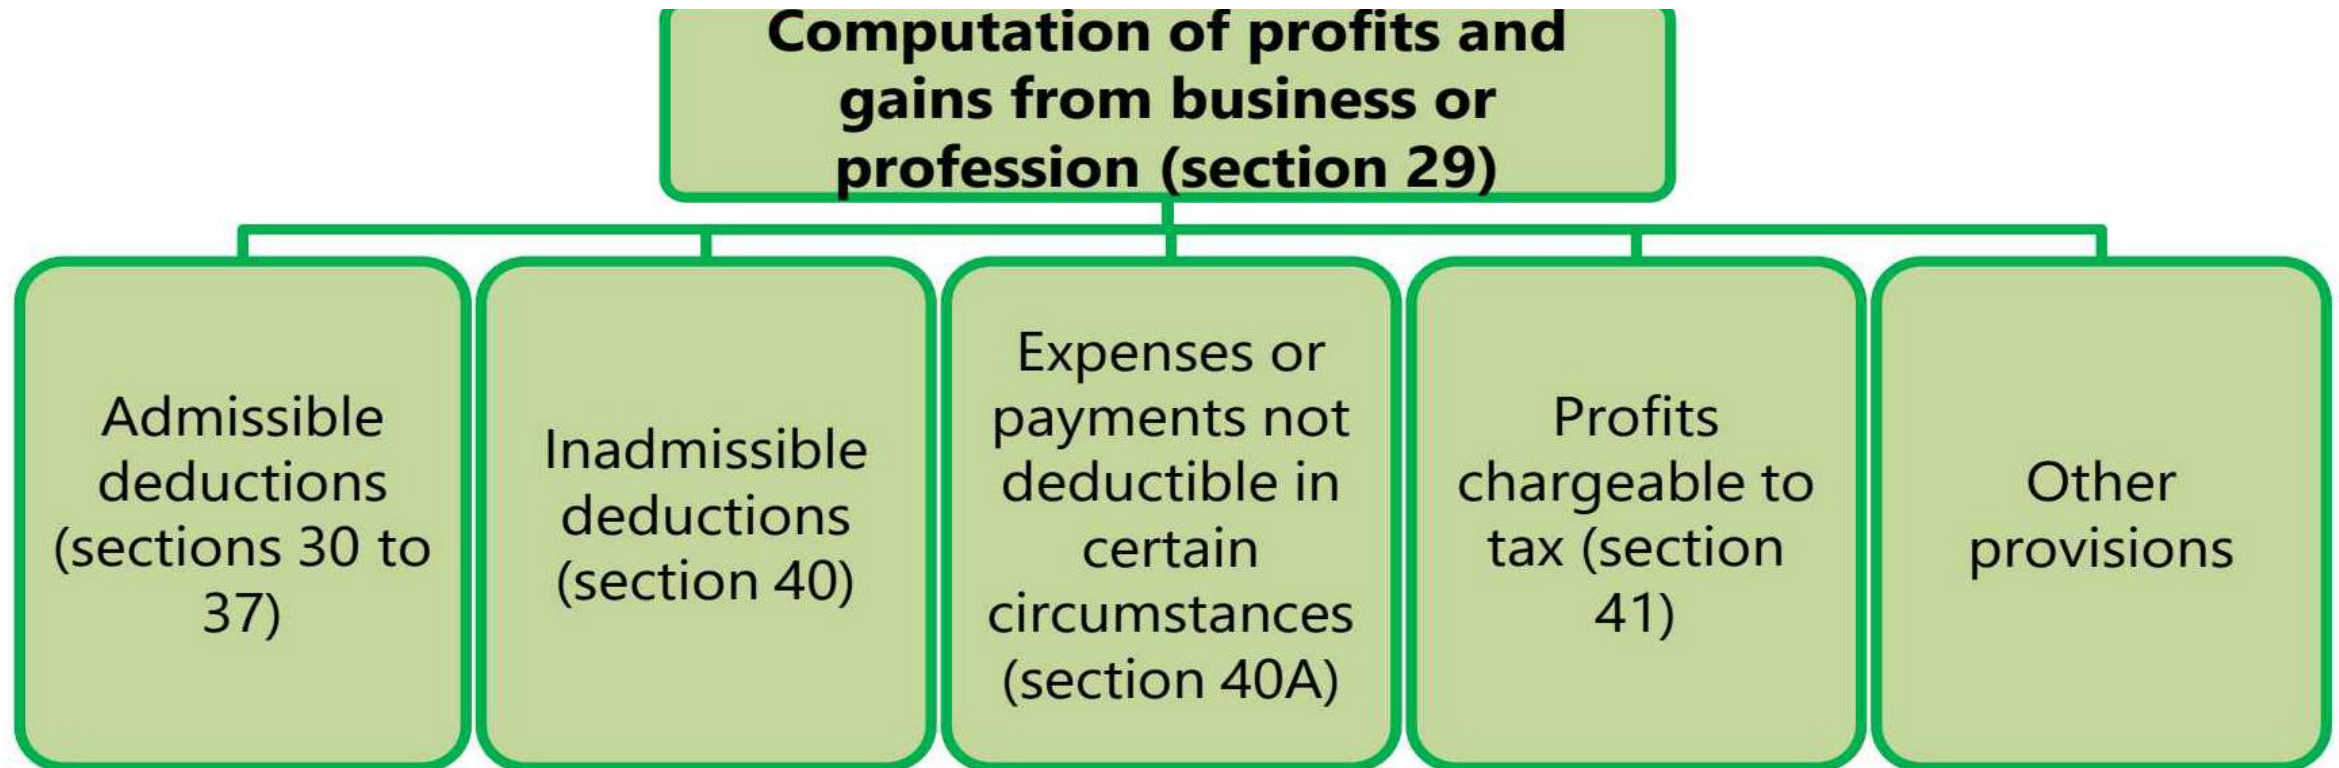 Computation of profits and
gains from business or
profession (section 29)
Admissible
deductions
(sections 30 to
37)
Inadmissible
deductions
(section 40)
Expenses or
payments not
deductible in
certain
circumstances
(section 40A)
Profits
chargeable to
tax (section
41)
Other
provisions